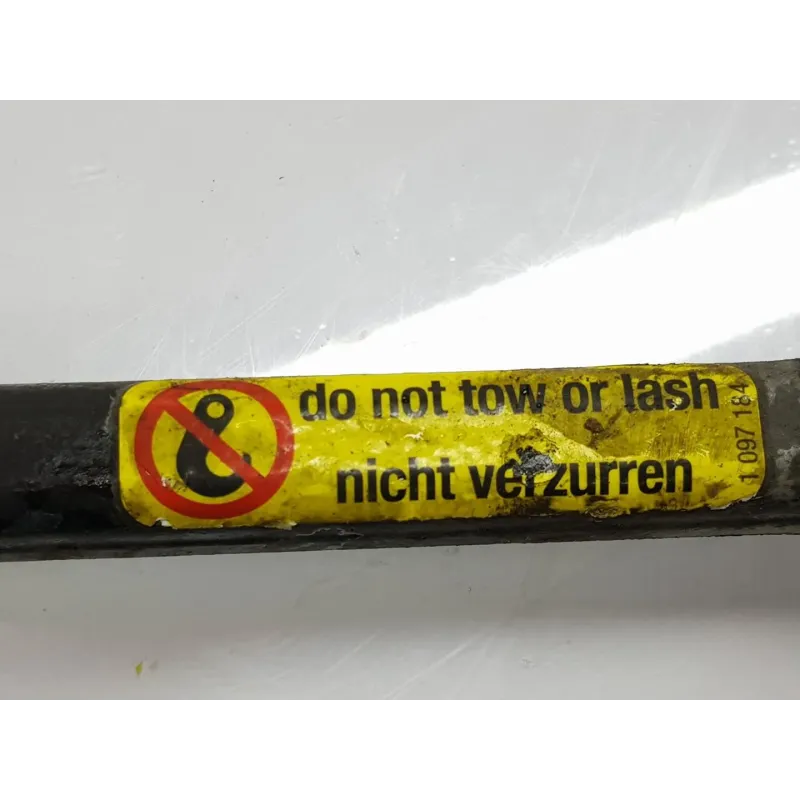 do not tow or lash
nicht verzurren
1 097 184